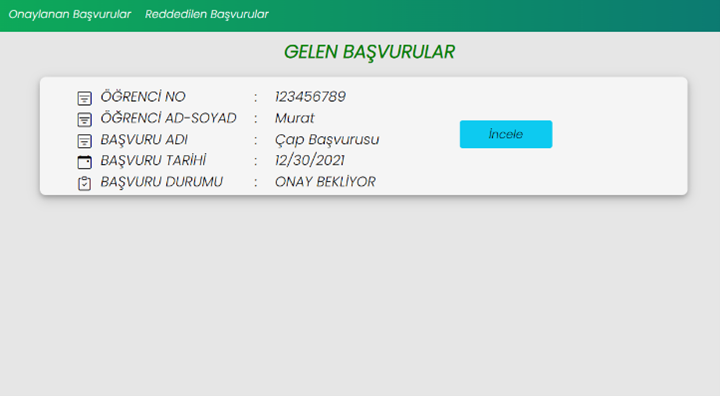 Onaylanan Başvurular Reddedilen Başvurular
GELEN BAŞVURULAR
ÖĞRENCİ NO : 123456789
ÖĞRENCİ AD-SOYAD : Murat
BAŞVURU ADI : Çap Başvurusu
BAŞVURU TARİHİ : 12/30/2021
BAŞVURU DURUMU : ONAY BEKLİYOR
İncele